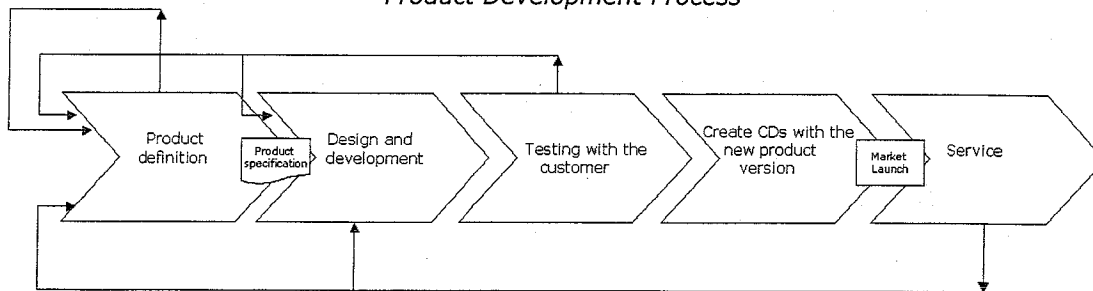 Product Development Process
Product
definition
Product
specification
Design and
development
Testing with the
customer
Create CDs with the
new product
version
Market
Launch
Service